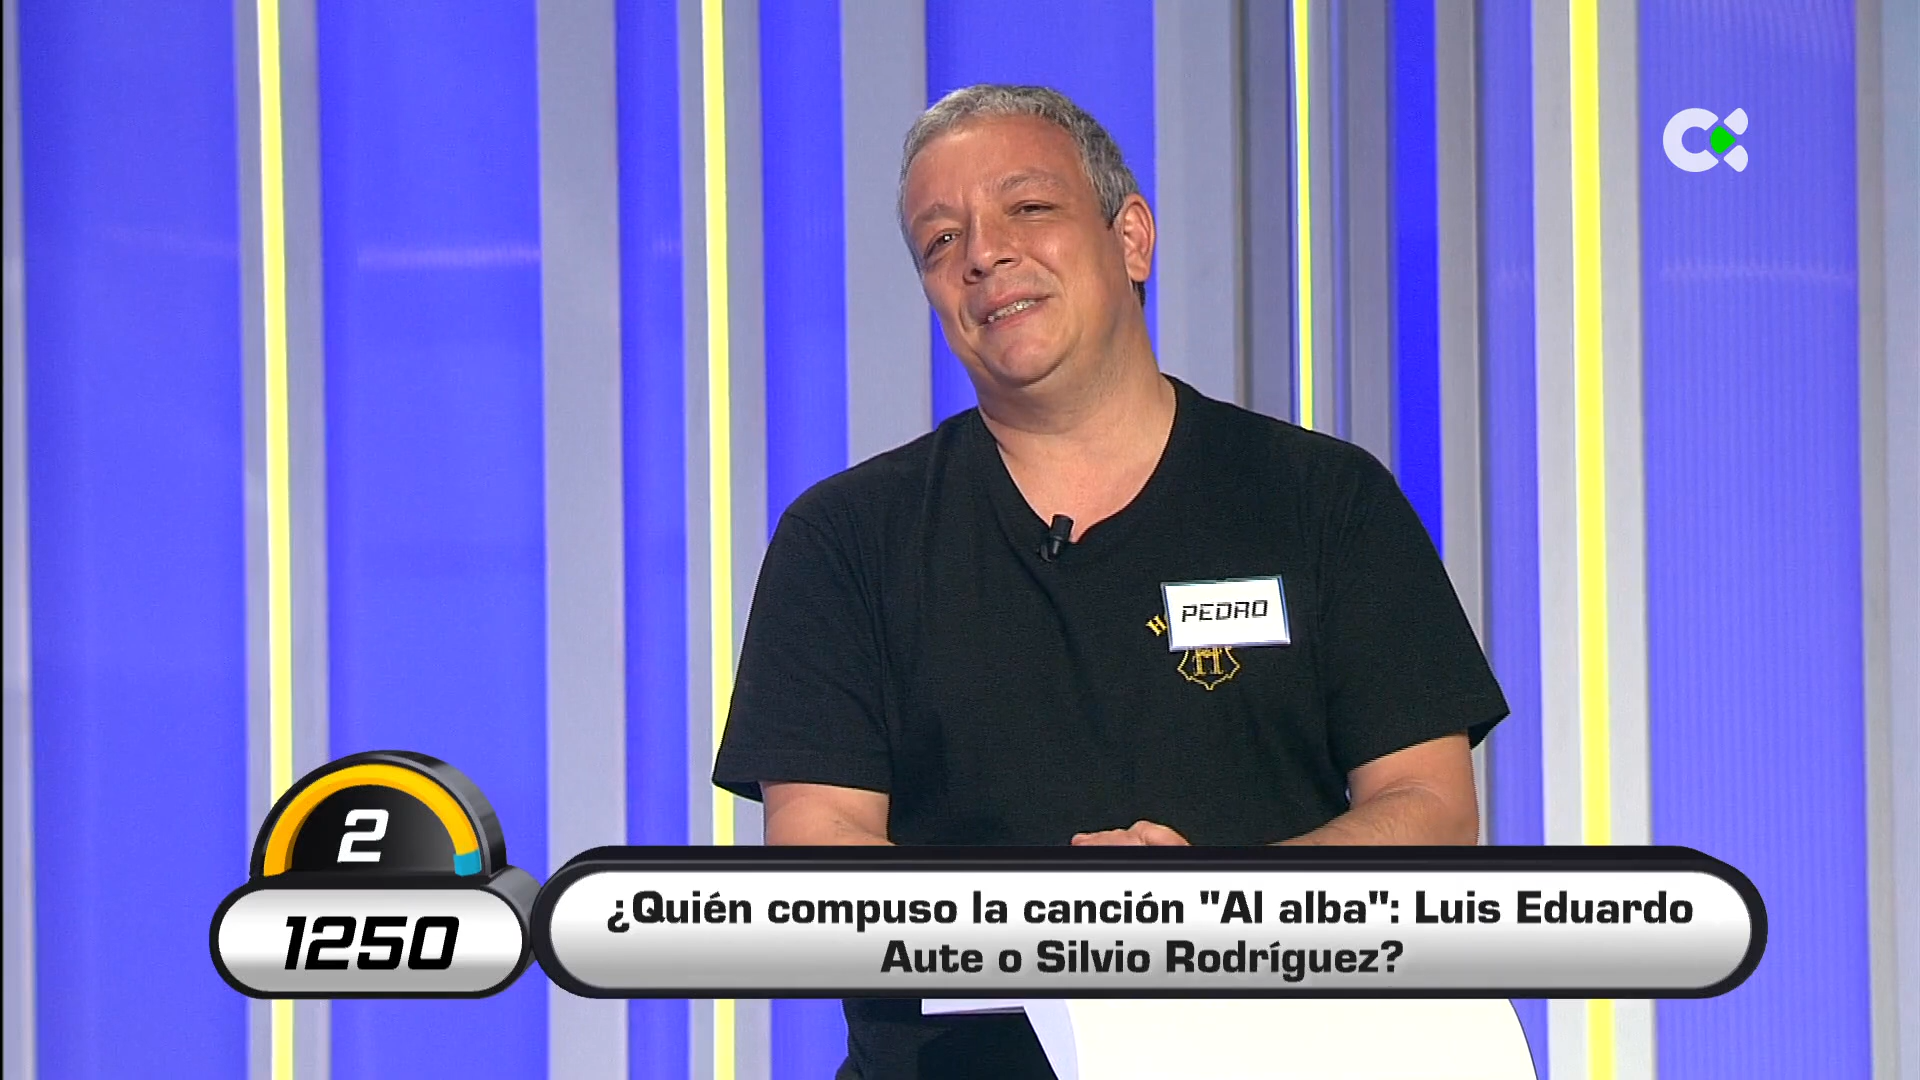 PEDRO
H
H
2
1250
¿Quién compuso la canción "Al alba": Luis Eduardo
Aute o Silvio Rodríguez?